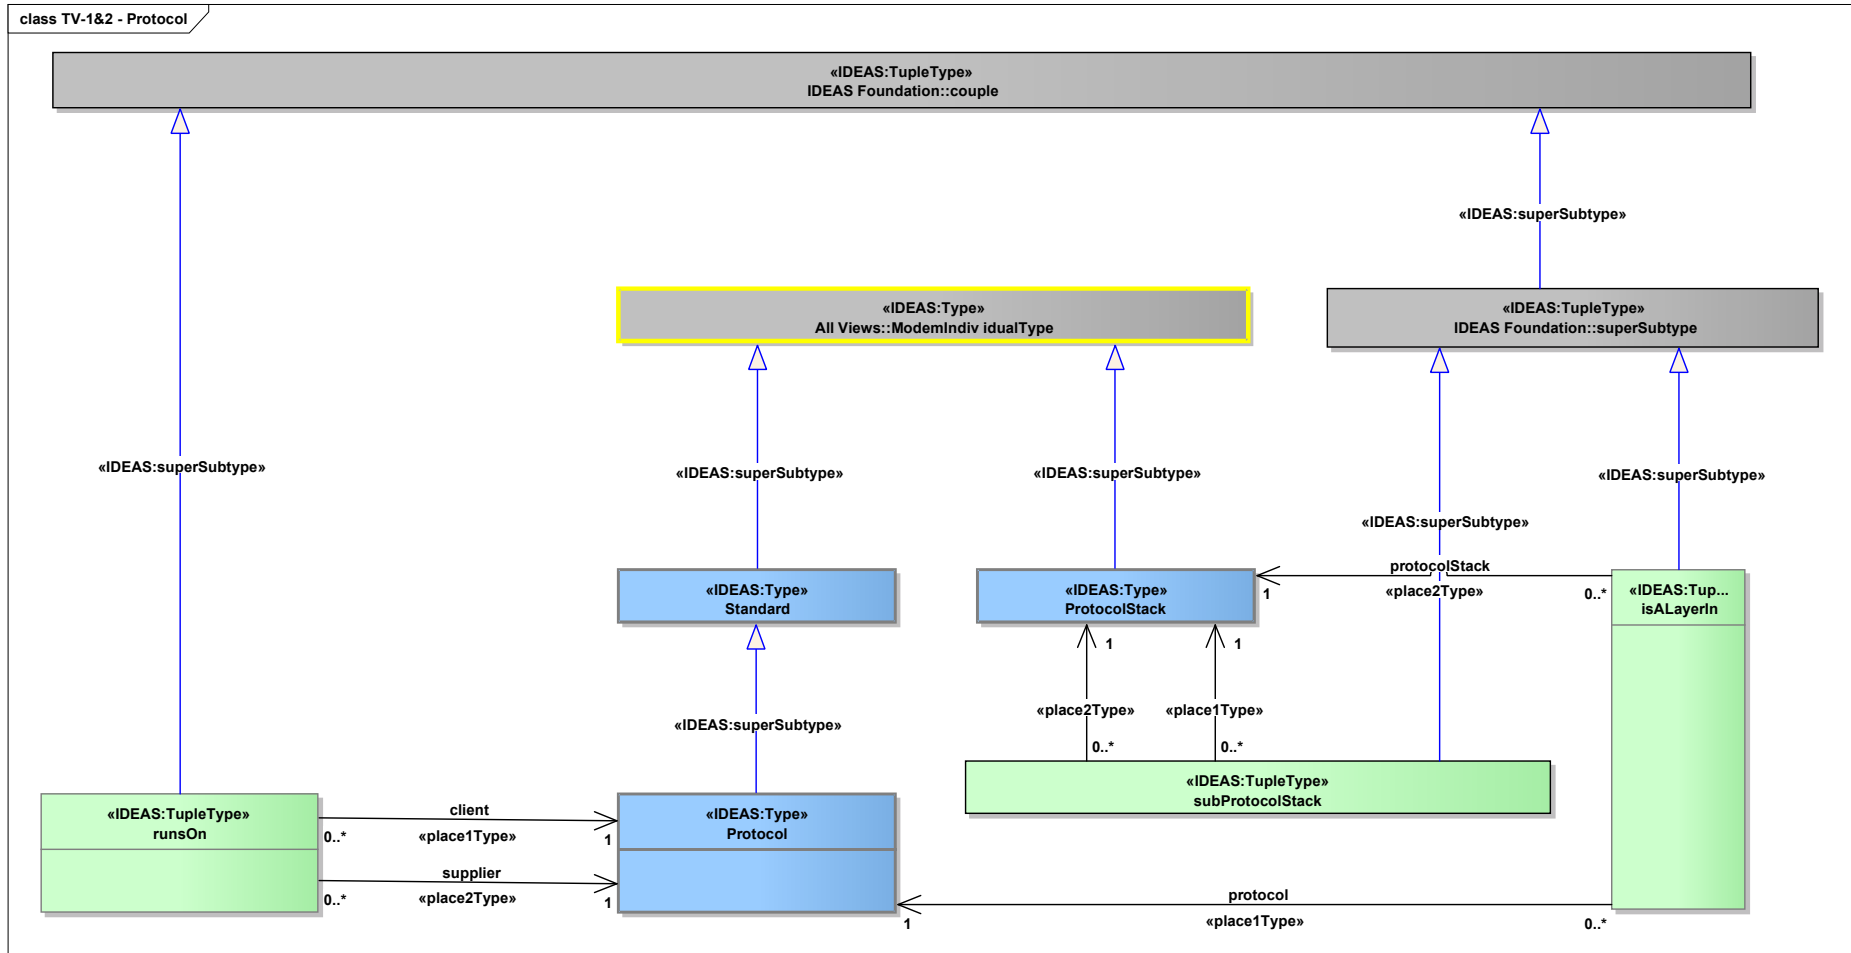 class TV-1&2 - Protocol
«IDEAS:TupleType»
IDEAS Foundation::couple
«IDEAS:superSubtype»
«IDEAS:Type»
All Views::ModemIndiv idualType
«IDEAS:TupleType»
IDEAS Foundation::superSubtype
«IDEAS:superSubtype»
«IDEAS:superSubtype»
«IDEAS:superSubtype»
«IDEAS:superSubtype»
«IDEAS:superSubtype»
protocolStack
«place2Type»
1
0..*
«IDEAS:Type»
Standard
«IDEAS:Type»
ProtocolStack
«IDEAS:Tup...
isALayerIn
1
1
«place2Type»
«place1Type»
0..*
0..*
«IDEAS:superSubtype»
«IDEAS:TupleType»
subProtocolStack
«IDEAS:TupleType»
runsOn
client
«place1Type»
0..*
1
supplier
«place2Type»
0..*
1
«IDEAS:Type»
Protocol
protocol
«place1Type»
1
0..*